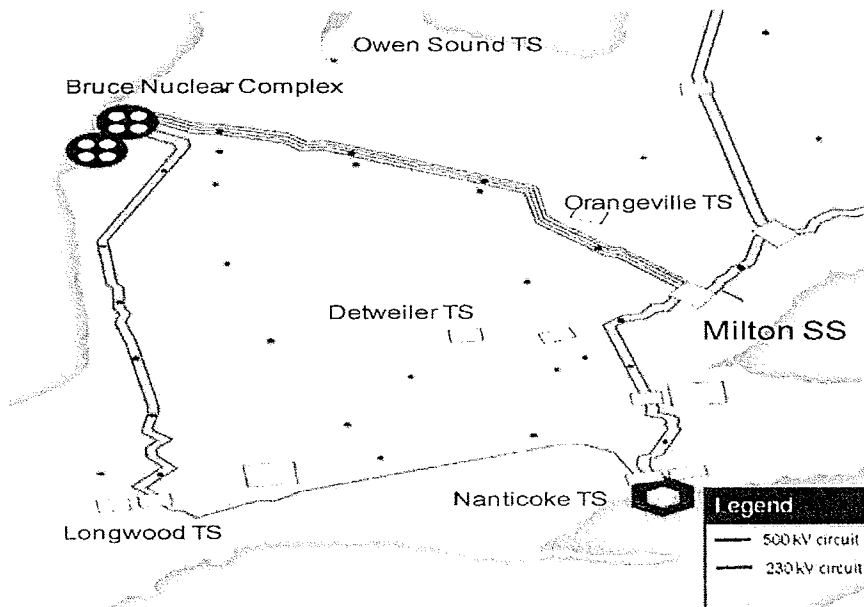 Owen Sound TS
Bruce Nuclear Complex
Orangeville TS
Detweiler TS
Milton SS
Nanticoke TS
Longwood TS
Legend
500 kV circuit
230 kV circuit